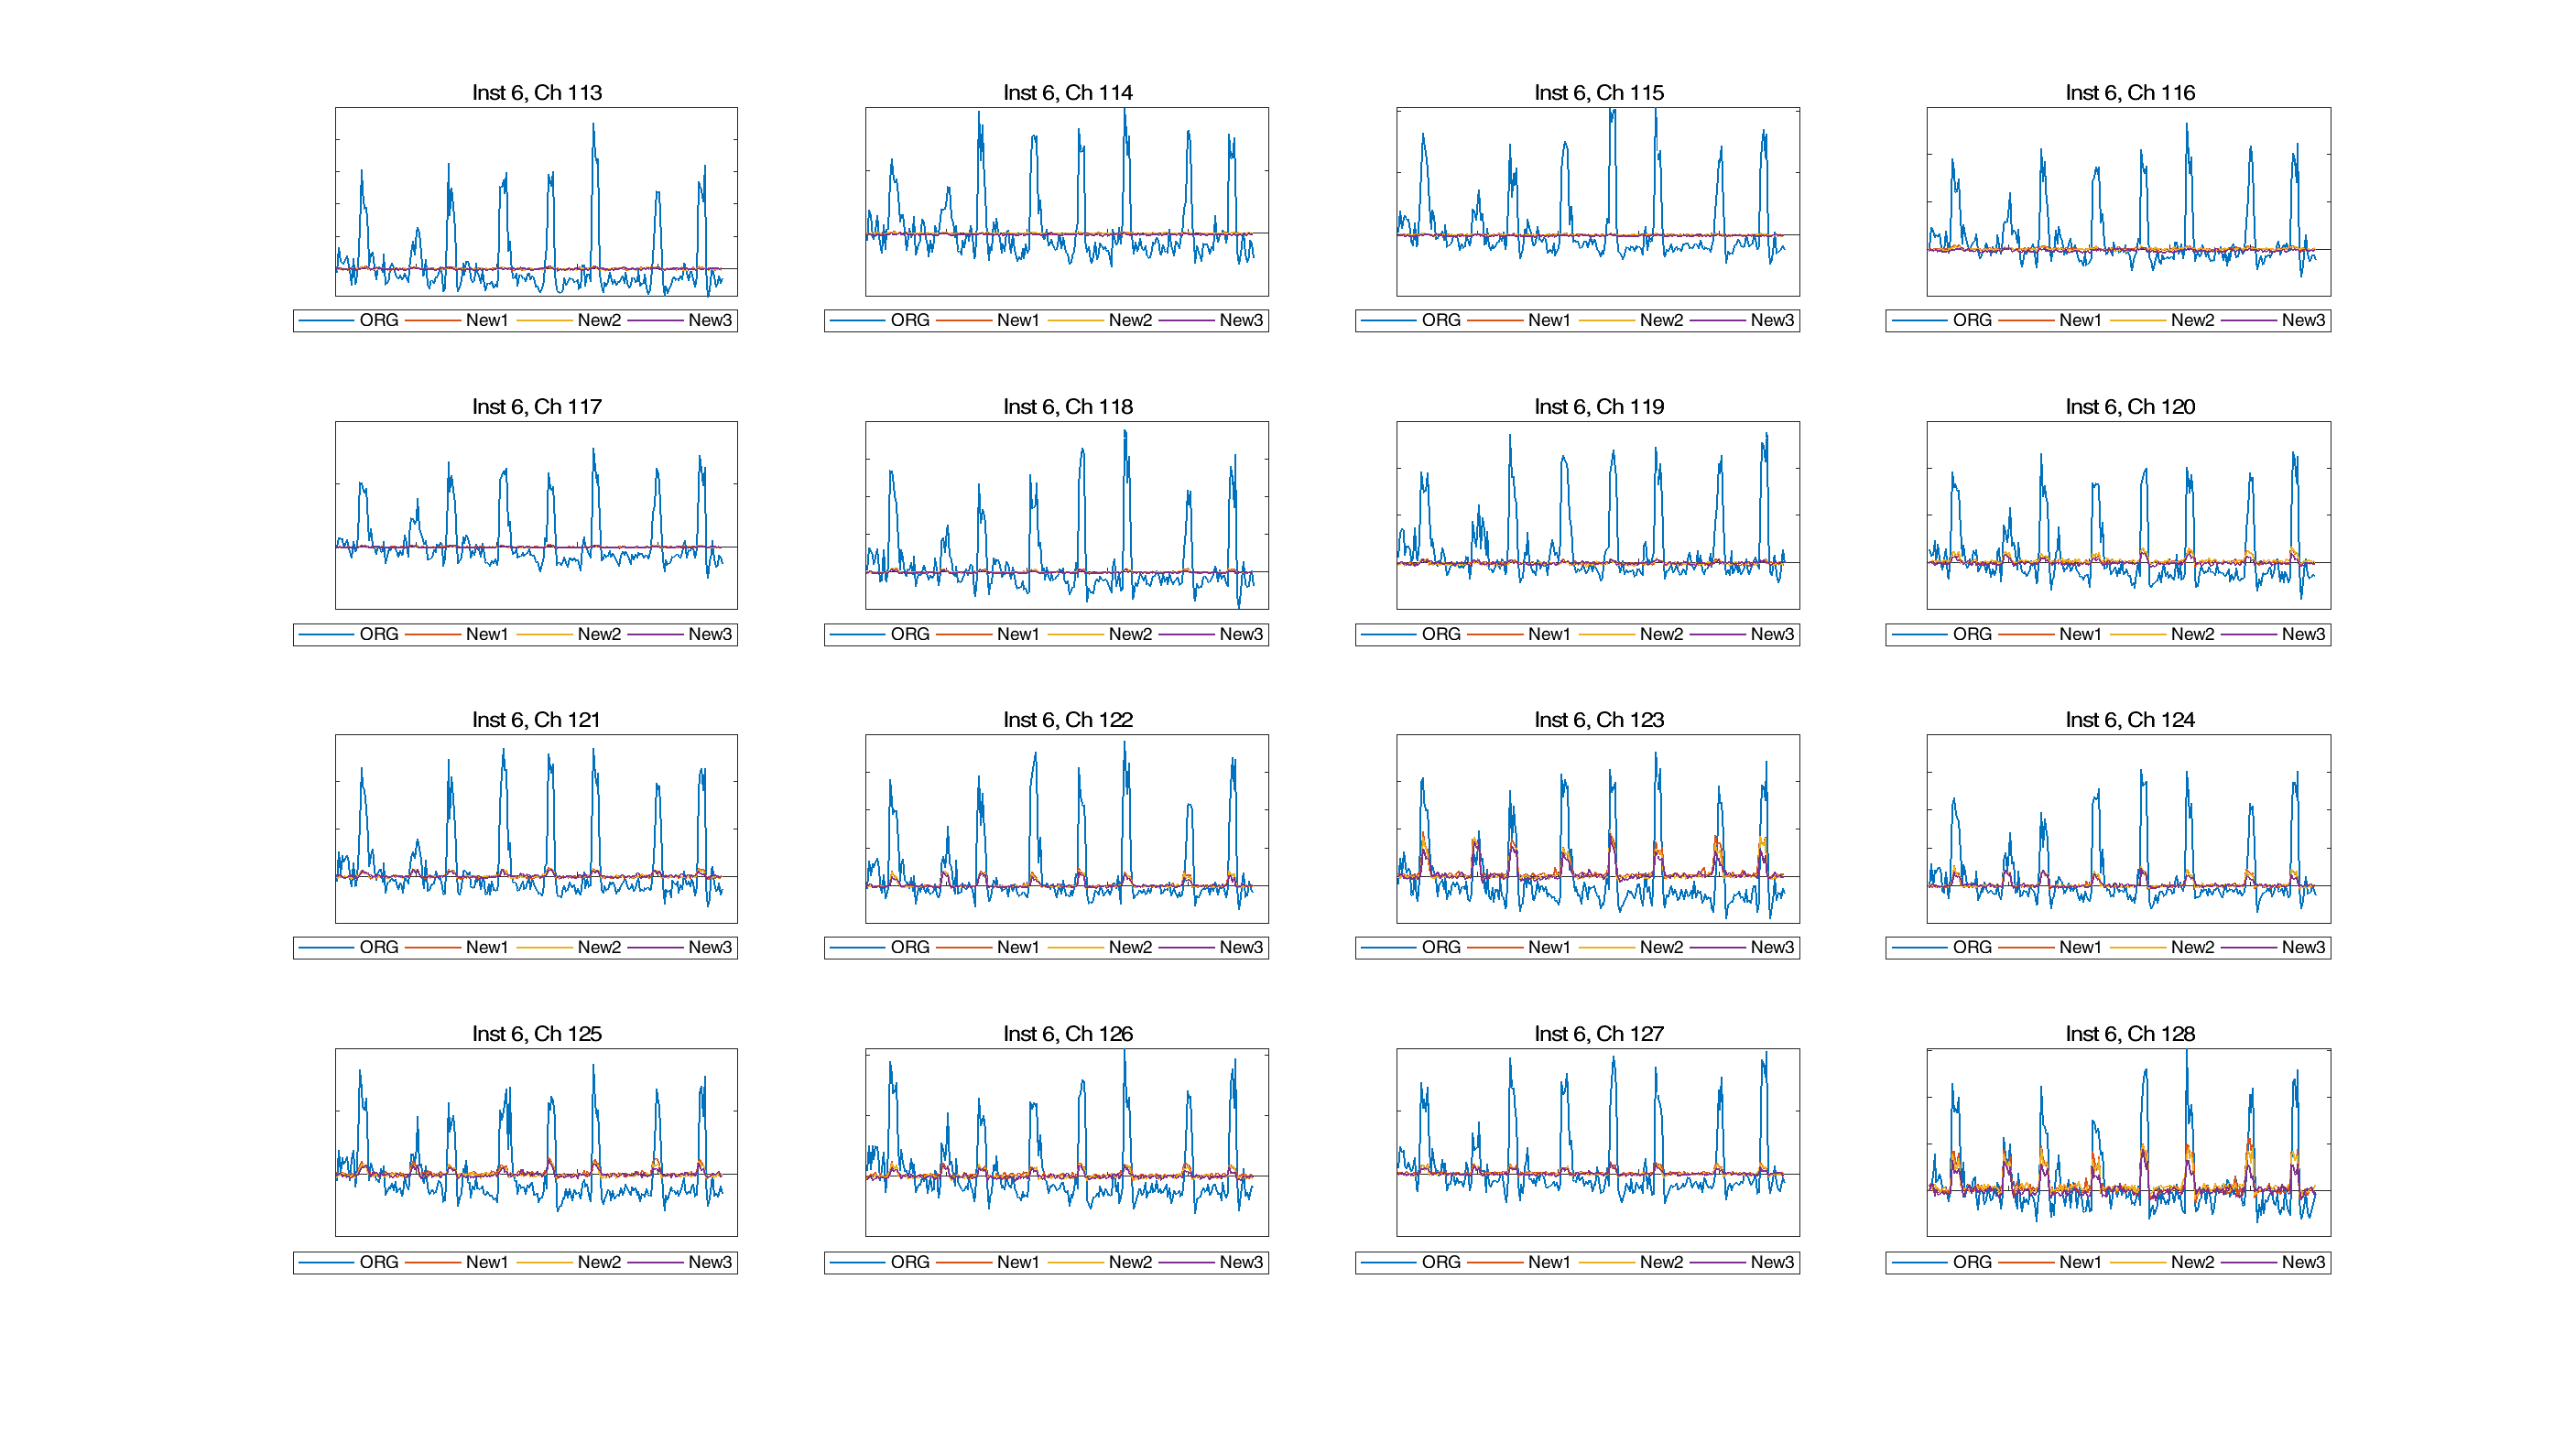 Inst 6, Ch 113
Inst 6, Ch 114
Inst 6, Ch 115
Inst 6, Ch 116
ORG New1 New2 New3
ORG New1 New2 New3
ORG New1 New2 New3
ORG New1 New2 New3
Inst 6, Ch 117
Inst 6, Ch 118
Inst 6, Ch 119
Inst 6, Ch 120
ORG New1 New2 New3
ORG New1 New2 New3
ORG New1 New2 New3
ORG New1 New2 New3
Inst 6, Ch 121
Inst 6, Ch 122
Inst 6, Ch 123
Inst 6, Ch 124
ORG New1 New2 New3
ORG New1 New2 New3
ORG New1 New2 New3
ORG New1 New2 New3
Inst 6, Ch 125
Inst 6, Ch 126
Inst 6, Ch 127
Inst 6, Ch 128
ORG New1 New2 New3
ORG New1 New2 New3
ORG New1 New2 New3
ORG New1 New2 New3